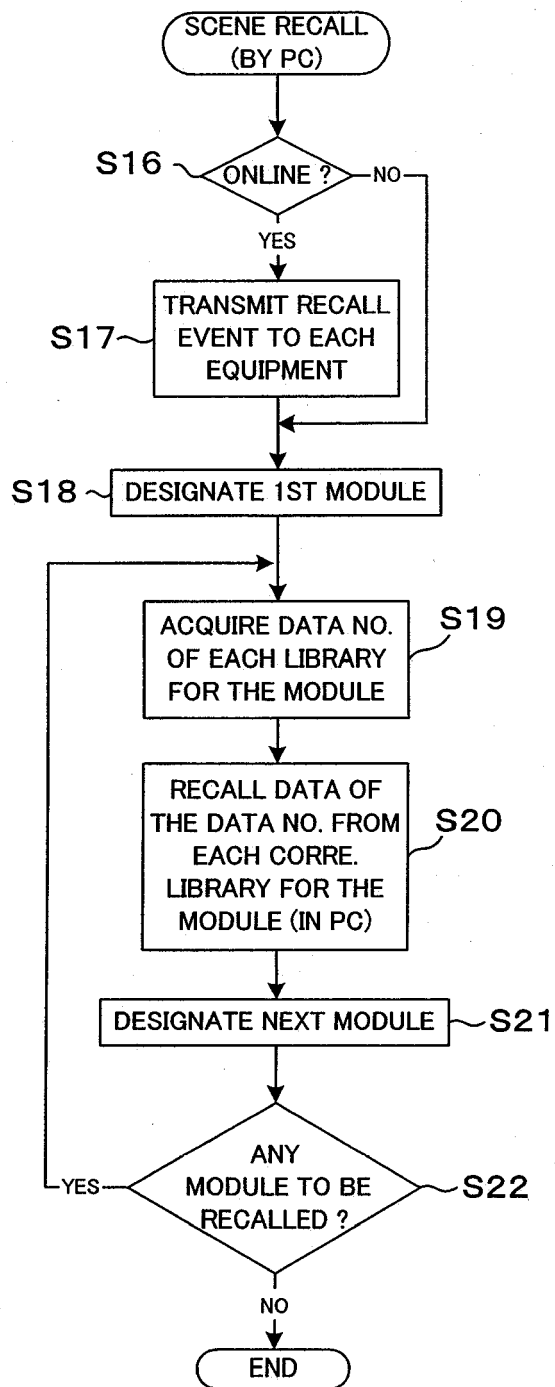 SCENE RECALL
(BY PC)
S16
ONLINE ?
NO
YES
S17
TRANSMIT RECALL
EVENT TO EACH
EQUIPMENT
S18
DESIGNATE 1ST MODULE
ACQUIRE DATA NO.
OF EACH LIBRARY
FOR THE MODULE
S19
RECALL DATA OF
THE DATA NO. FROM
EACH CORRE.
LIBRARY FOR THE
MODULE (IN PC)
S20
DESIGNATE NEXT MODULE
S21
ANY
MODULE TO BE
RECALLED ?
S22
YES
NO
END